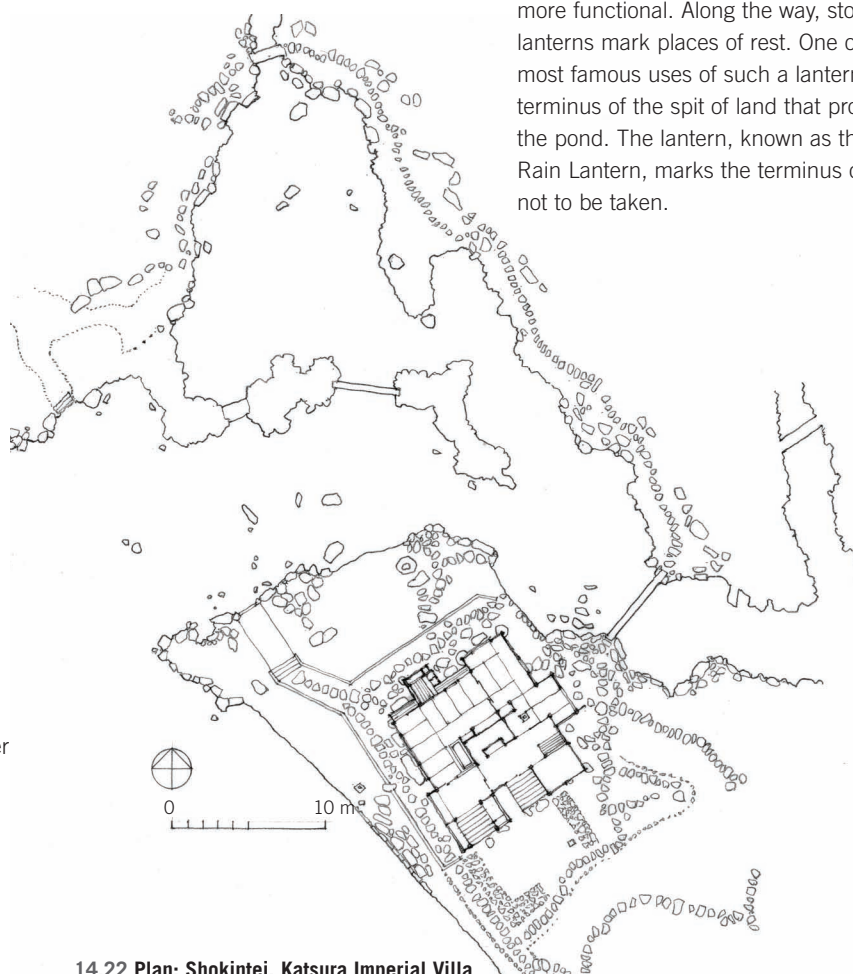 more functional. Along the way, sto
lanterns mark places of rest. One o
most famous uses of such a lantern
terminus of the spit of land that pro
the pond. The lantern, known as th
Rain Lantern, marks the terminus o
not to be taken.
er
0 10 m
14.22 Plan: Shokintei, Katsura Imperial Villa